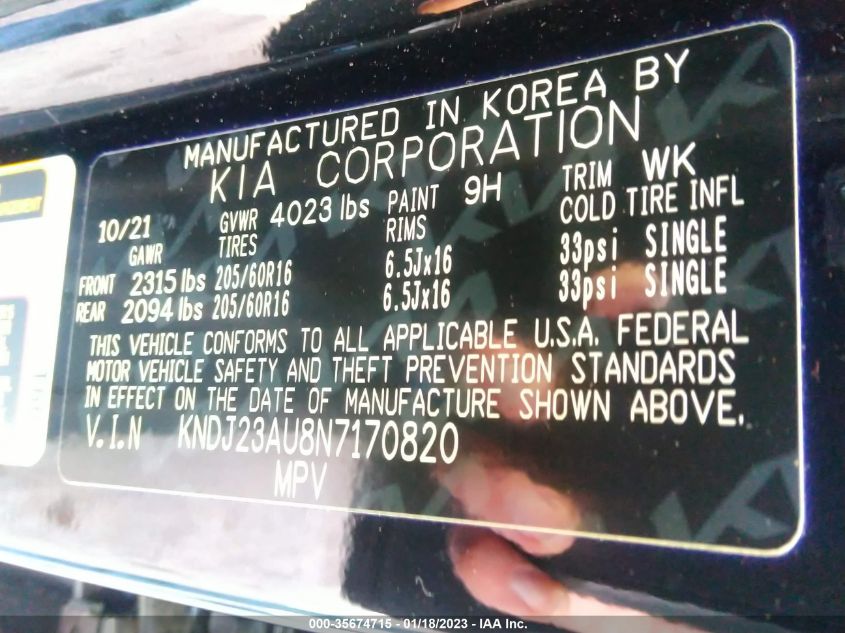 MANUFACTURED IN KOREA BY
KIA CORPORATION
10/21 GVWR 4023 lbs PAINT 9H TRIM WK
GAWR TIRES RIMS COLD TIRE INFL
FRONT 2315 lbs 205/60R16 6.5Jx16 33psi SINGLE
REAR 2094 lbs 205/60R16 6.5Jx16 33psi SINGLE
THIS VEHICLE CONFORMS TO ALL APPLICABLE U.S.A. FEDERAL
MOTOR VEHICLE SAFETY AND THEFT PREVENTION STANDARDS
IN EFFECT ON THE DATE OF MANUFACTURE SHOWN ABOVE.
V.I.N KNDJ23AU8N7170820
MPV
000-35674715 - 01/18/2023 - IAA Inc.